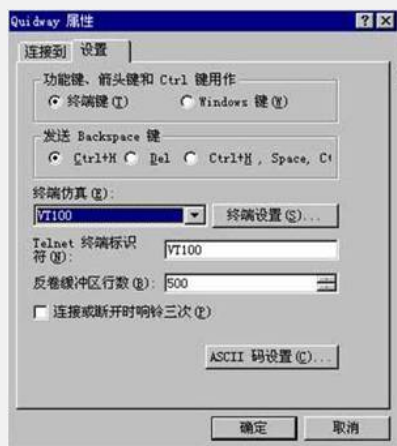 Quidway 属性
连接到 设置
功能键、箭头键和 Ctrl 键用作
终端键(T) Windows 键(W)
发送 Backspace 键
Ctrl+H Del Ctrl+H , Space, Ct
终端仿真(E):
VT100 终端设置(S)...
Telnet 终端标识
符(N): VT100
反卷缓冲区行数(B): 500
连接或断开时响铃三次(P)
ASCII 码设置(C)...
确定 取消